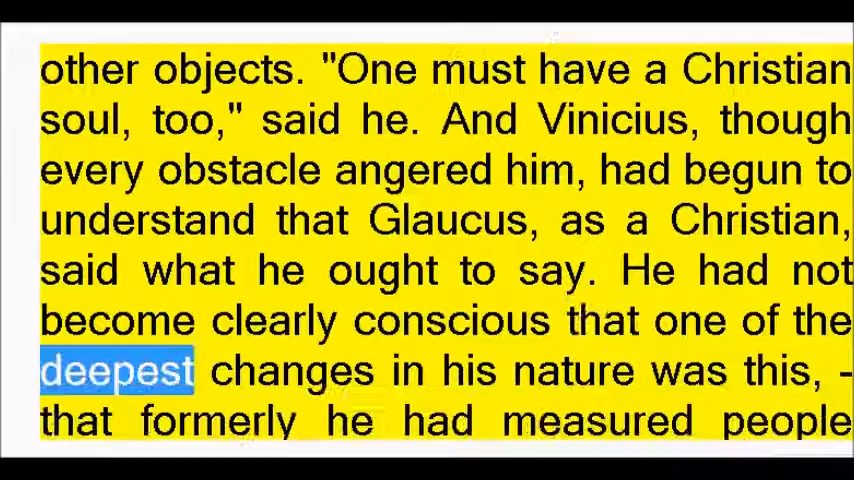 other objects. "One must have a Christian
soul, too," said he. And Vinicius, though
every obstacle angered him, had begun to
understand that Glaucus, as a Christian,
said what he ought to say. He had not
become clearly conscious that one of the
deepest changes in his nature was this, -
that formerly he had measured people